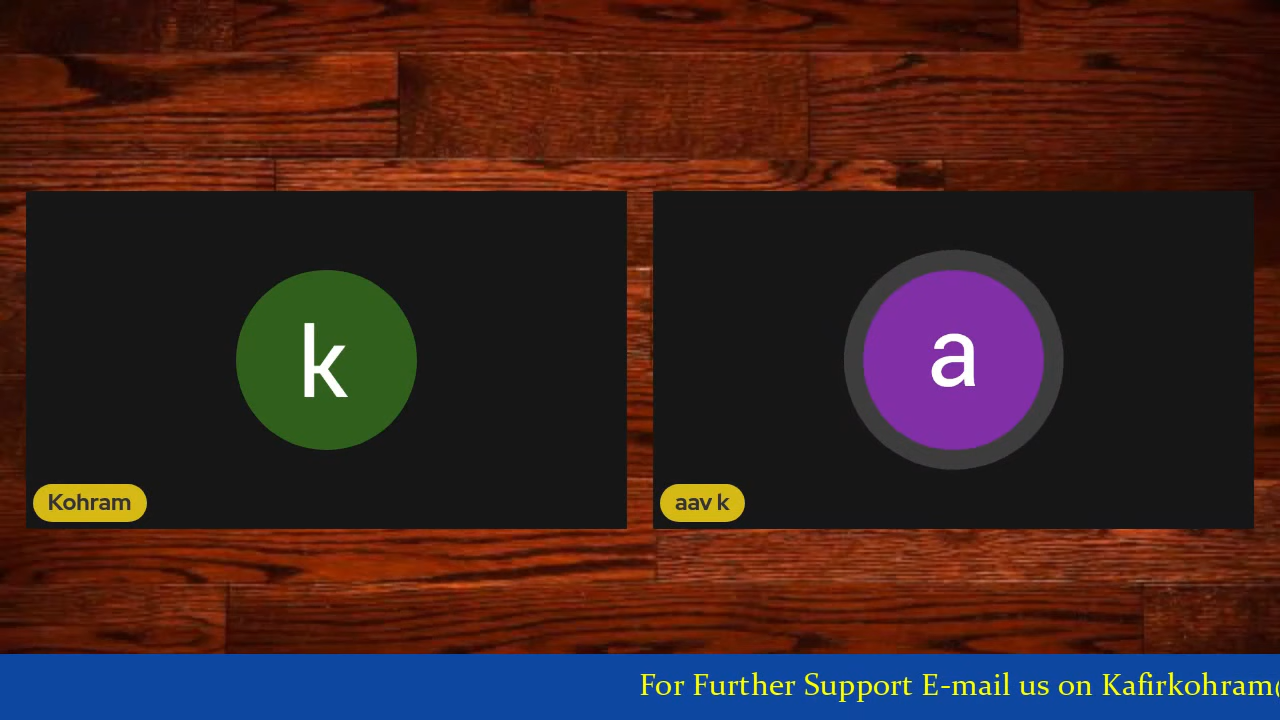 k
a
Kohram
aav k
For Further Support E-mail us on Kafirkohram@